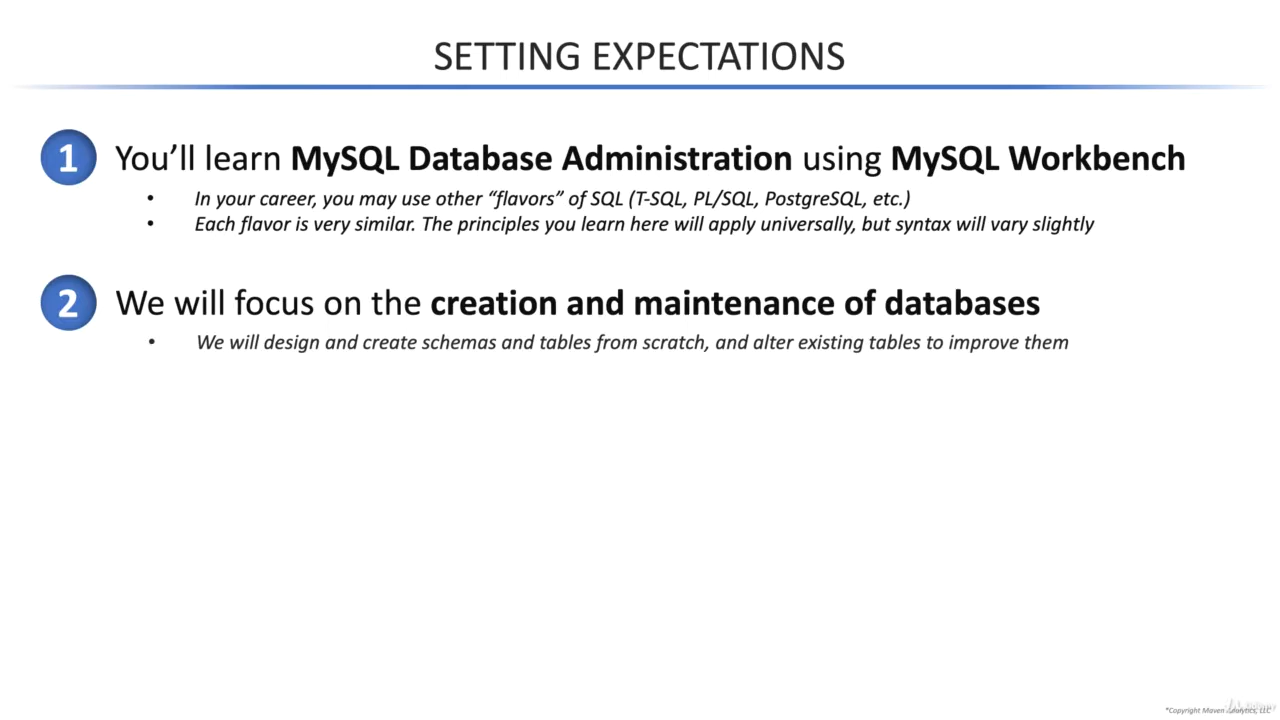 SETTING EXPECTATIONS
1 You’ll learn MySQL Database Administration using MySQL Workbench
• In your career, you may use other “flavors” of SQL (T-SQL, PL/SQL, PostgreSQL, etc.)
• Each flavor is very similar. The principles you learn here will apply universally, but syntax will vary slightly
2 We will focus on the creation and maintenance of databases
• We will design and create schemas and tables from scratch, and alter existing tables to improve them
*Copyright Maven Analytics, LLC